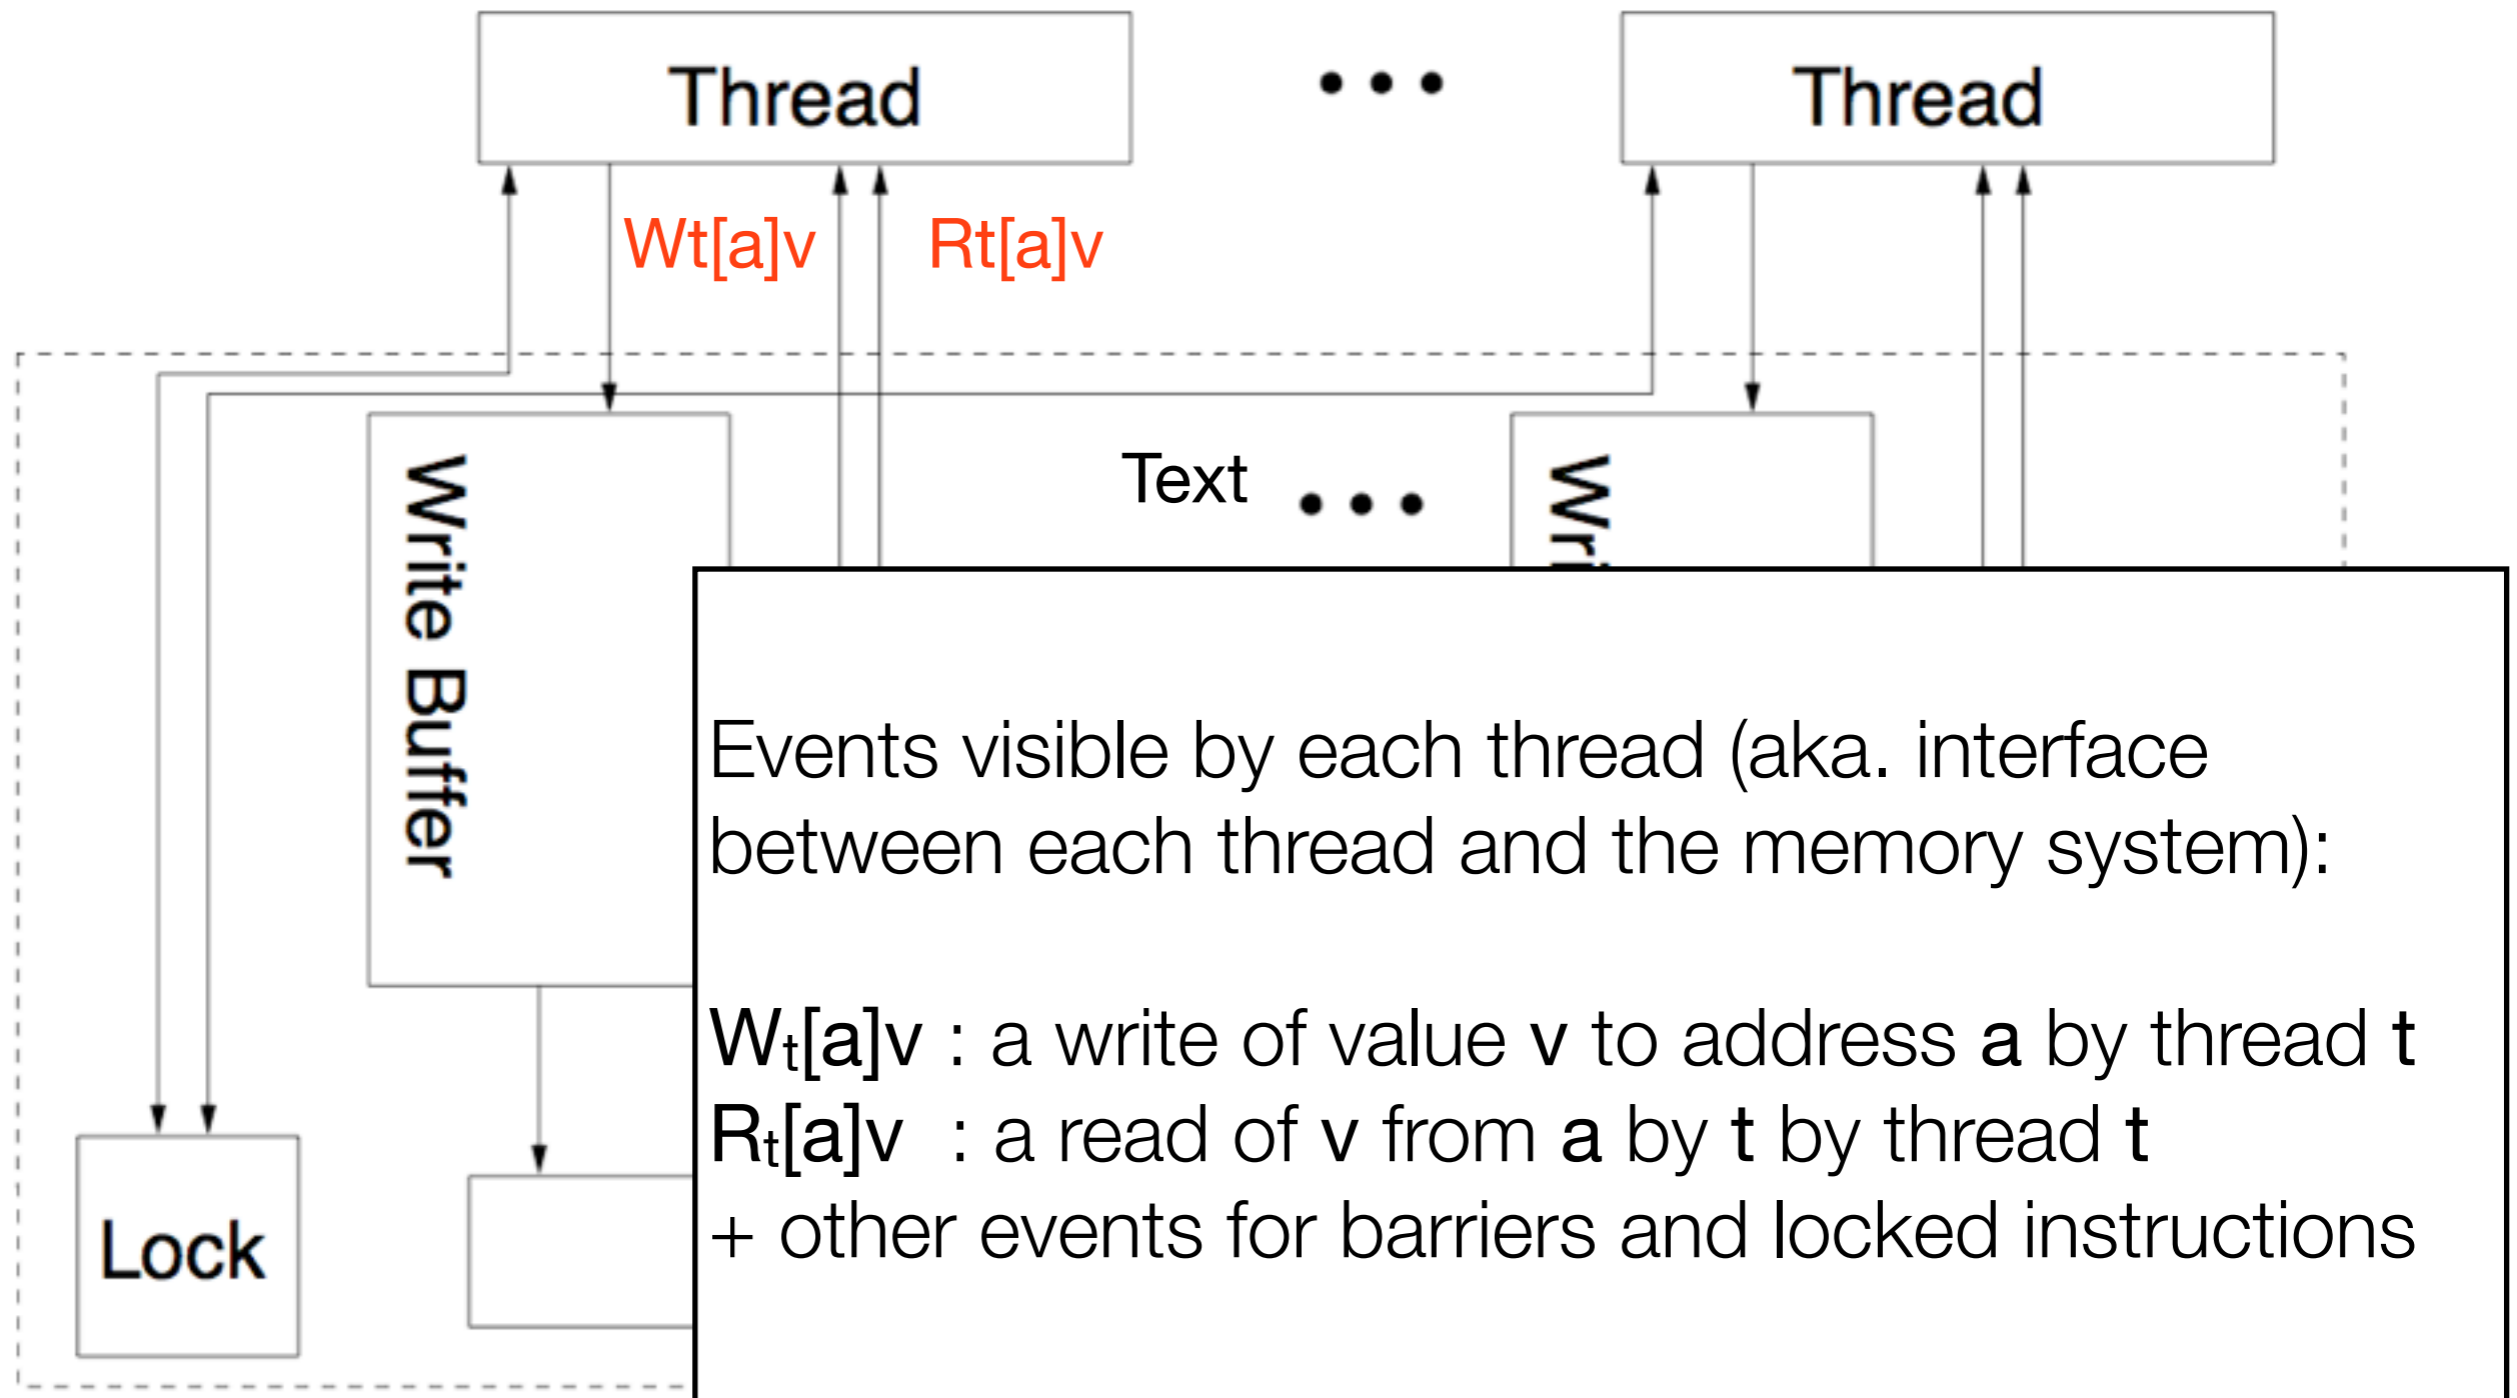 Thread
Thread
Wt[a]v
Rt[a]v
Text
Write Buffer
Wri
Events visible by each thread (aka. interface
between each thread and the memory system):
Wt[a]v : a write of value v to address a by thread t
Rt[a]v : a read of v from a by t by thread t
+ other events for barriers and locked instructions
Lock